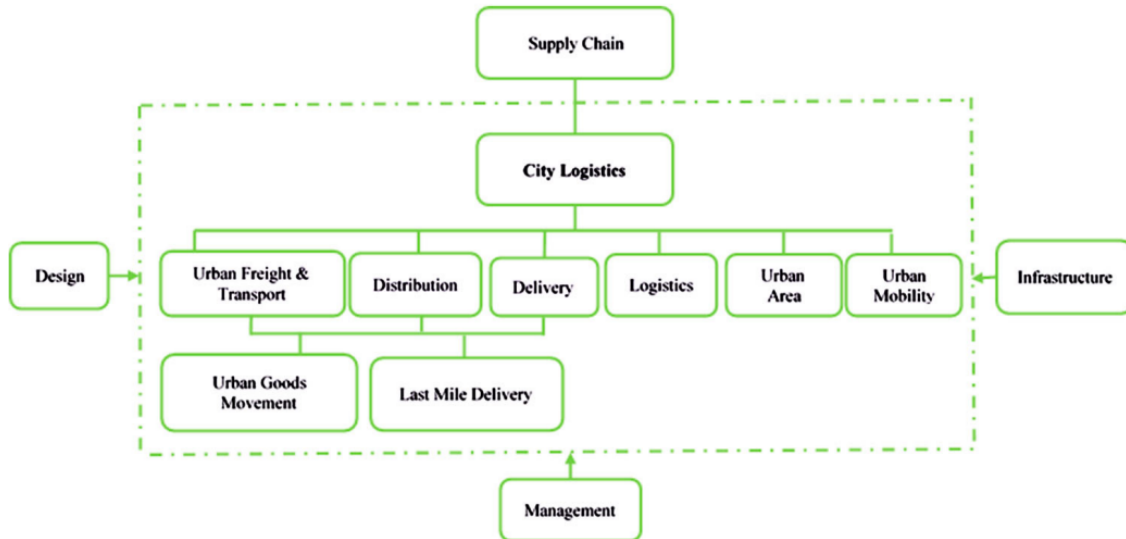 Supply Chain
City Logistics
Design
Urban Freight &
Transport
Distribution
Delivery
Logistics
Urban
Area
Urban
Mobility
Infrastructure
Urban Goods
Movement
Last Mile Delivery
Management